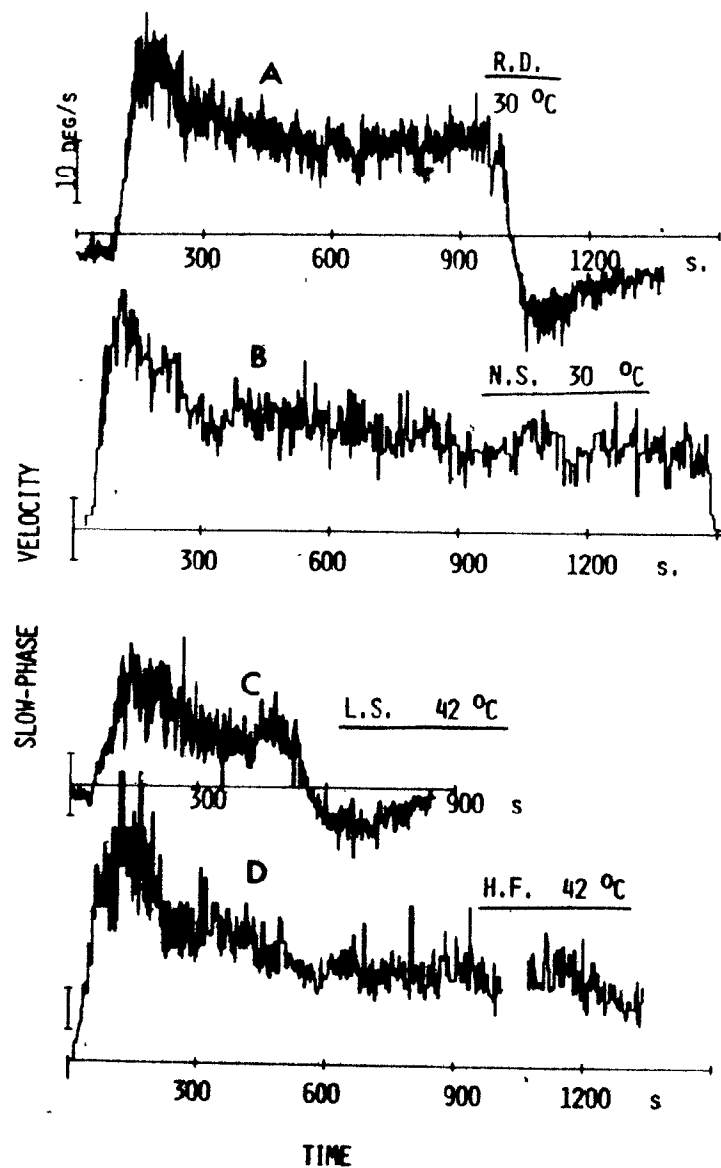 A
R.D.
30 °C
10 DEG/s
300 600 900 1200 s.
B
N.S. 30 °C
300 600 900 1200 s.
C
L.S. 42 °C
300 900 s
D
H.F. 42 °C
300 600 900 1200 s
SLOW-PHASE VELOCITY
TIME